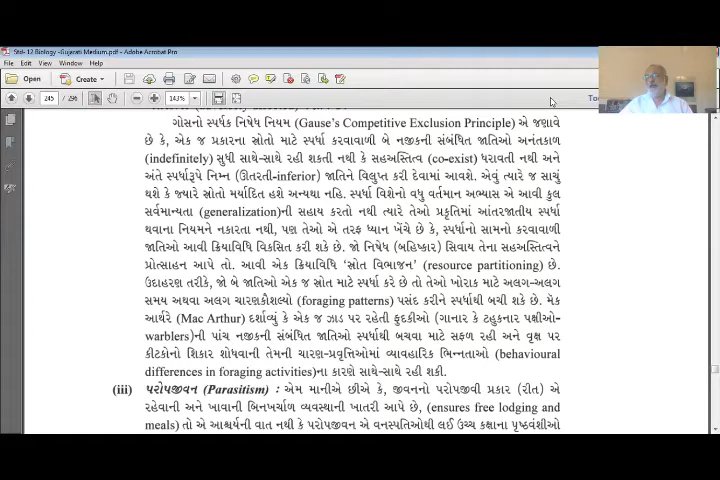 Std- 12 Biology -Gujarati Medium.pdf - Adobe Acrobat Pro
File Edit View Window Help
Open Create
245 / 296 143%
ગોસનો સ્પર્ધક નિષેધ નિયમ (Gause's Competitive Exclusion Principle) એ જણાવે
છે કે, એક જ પ્રકારના સ્રોતો માટે સ્પર્ધા કરવાવાળી બે નજીકની સંબંધિત જાતિઓ અનંતકાળ
(indefinitely) સુધી સાથે-સાથે રહી શકતી નથી કે સહઅસ્તિત્વ (co-exist) ધરાવતી નથી અને
અંતે સ્પર્ધારૂપે નિમ્ન (ઊતરતી-inferior) જાતિને વિલુપ્ત કરી દેવામાં આવશે. એવું ત્યારે જ સાચું
થશે કે જ્યારે સ્રોતો મર્યાદિત હશે અન્યથા નહિ. સ્પર્ધા વિશેનો વધુ વર્તમાન અભ્યાસ એ આવી કુલ
સર્વમાન્યતા (generalization)ની સહાય કરતો નથી ત્યારે તેઓ પ્રકૃતિમાં આંતરજાતીય સ્પર્ધા
થવાના નિયમને નકારતા નથી, પણ તેઓ એ તરફ ધ્યાન ખેંચે છે કે, સ્પર્ધાનો સામનો કરવાવાળી
જાતિઓ આવી ક્રિયાવિધિ વિકસિત કરી શકે છે. જો નિષેધ (બહિષ્કાર) સિવાય તેના સહઅસ્તિત્વને
પ્રોત્સાહન આપે તો. આવી એક ક્રિયાવિધિ 'સ્રોત વિભાજન' (resource partitioning) છે.
ઉદાહરણ તરીકે, જો બે જાતિઓ એક જ સ્રોત માટે સ્પર્ધા કરે છે તો તેઓ ખોરાક માટે અલગ-અલગ
સમય અથવા અલગ ચારણકૌશલ્યો (foraging patterns) પસંદ કરીને સ્પર્ધાથી બચી શકે છે. મૅક
આર્થરે (Mac Arthur) દર્શાવ્યું કે એક જ ઝાડ પર રહેતી ફુદકીઓ (ગાનાર કે ટહુકનાર પક્ષીઓ-
warblers)ની પાંચ નજીકની સંબંધિત જાતિઓ સ્પર્ધાથી બચવા માટે સફળ રહી અને વૃક્ષ પર
કીટકોનો શિકાર શોધવાની તેમની ચારણ-પ્રવૃત્તિઓમાં વ્યાવહારિક ભિન્નતાઓ (behavioural
differences in foraging activities)ના કારણે સાથે-સાથે રહી શકી.
(iii) પરોપજીવન (Parasitism) : એમ માનીએ છીએ કે, જીવનનો પરોપજીવી પ્રકાર (રીત) એ
રહેવાની અને ખાવાની બિનખર્ચાળ વ્યવસ્થાની ખાતરી આપે છે, (ensures free lodging and
meals) તો એ આશ્ચર્યની વાત નથી કે પરોપજીવન એ વનસ્પતિઓથી લઈ ઉચ્ચ કક્ષાના પૃષ્ઠવંશીઓ